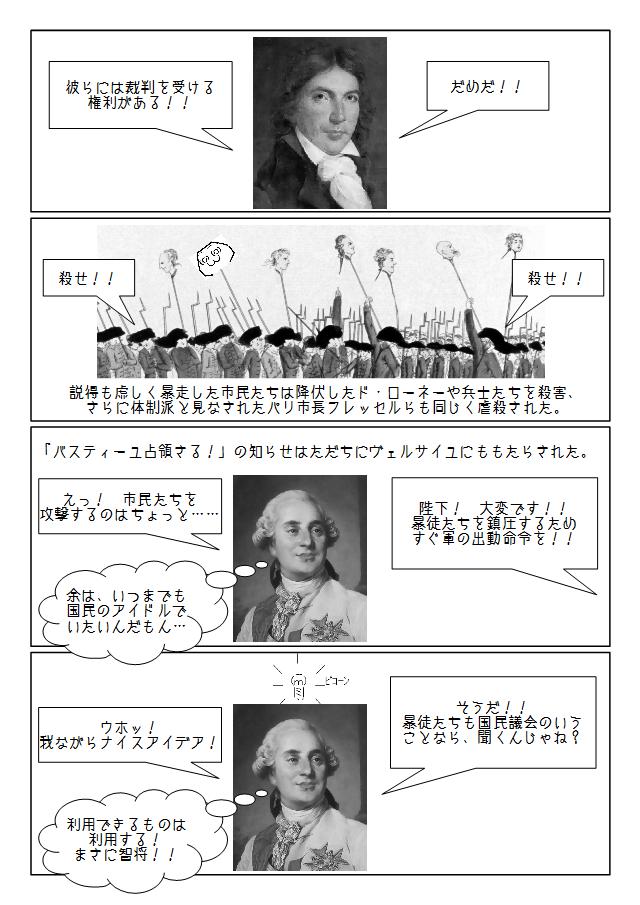 だめだ！！
彼らには裁判を受ける
権利がある！！
殺せ！！
殺せ！！
説得も虚しく暴走した市民たちは降伏したド・ローネーや兵士たちを殺害、
さらに体制派と見なされたパリ市長フレッセルらも同じく虐殺された。
「バスティーユ占領さる！」の知らせはただちにヴェルサイユにももたらされた。
陛下！　大変です！！
暴徒たちを鎮圧するため
すぐ軍の出動命令を！！
えっ！　市民たちを
攻撃するのはちょっと……
余は、いつまでも
国民のアイドルで
いたいんだもん…
ピコーン
そうだ！！
暴徒たちも国民議会のいう
ことなら、聞くんじゃね？
ウホッ！
我ながらナイスアイデア！
利用できるものは
利用する！
まさに智将！！